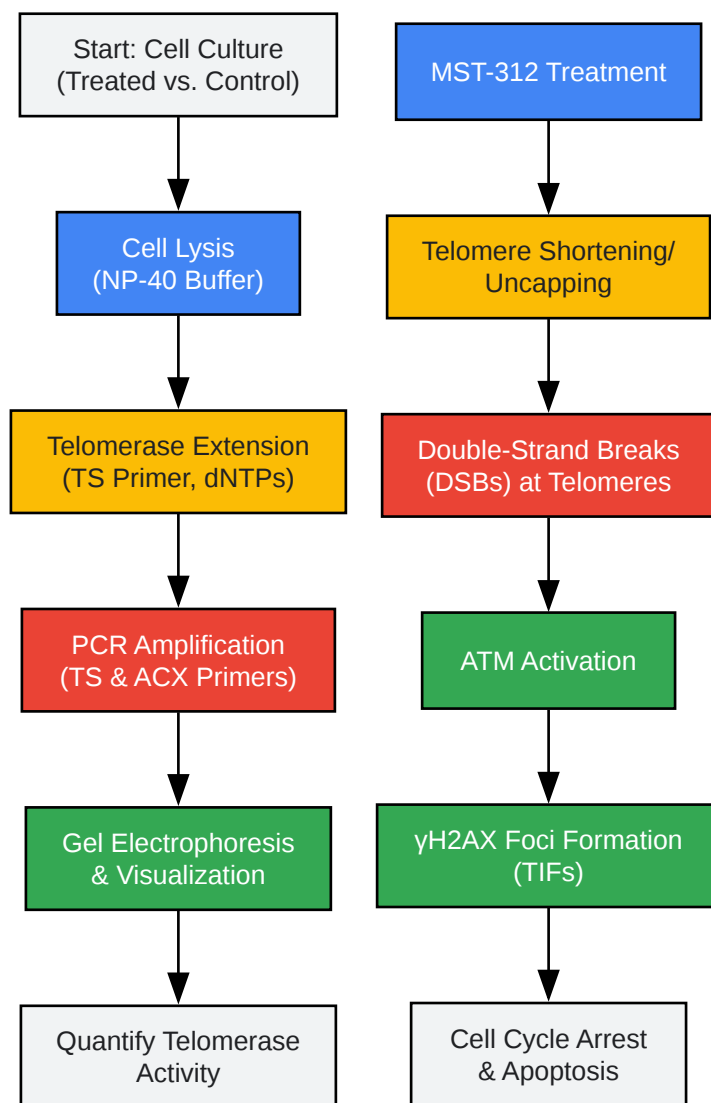 Start: Cell Culture
(Treated vs. Control)
Cell Lysis
(NP-40 Buffer)
Telomerase Extension
(TS Primer, dNTPs)
PCR Amplification
(TS & ACX Primers)
Gel Electrophoresis
& Visualization
Quantify Telomerase
Activity
MST-312 Treatment
Telomere Shortening/
Uncapping
Double-Strand Breaks
(DSBs) at Telomeres
ATM Activation
γH2AX Foci Formation
(TIFs)
Cell Cycle Arrest
& Apoptosis